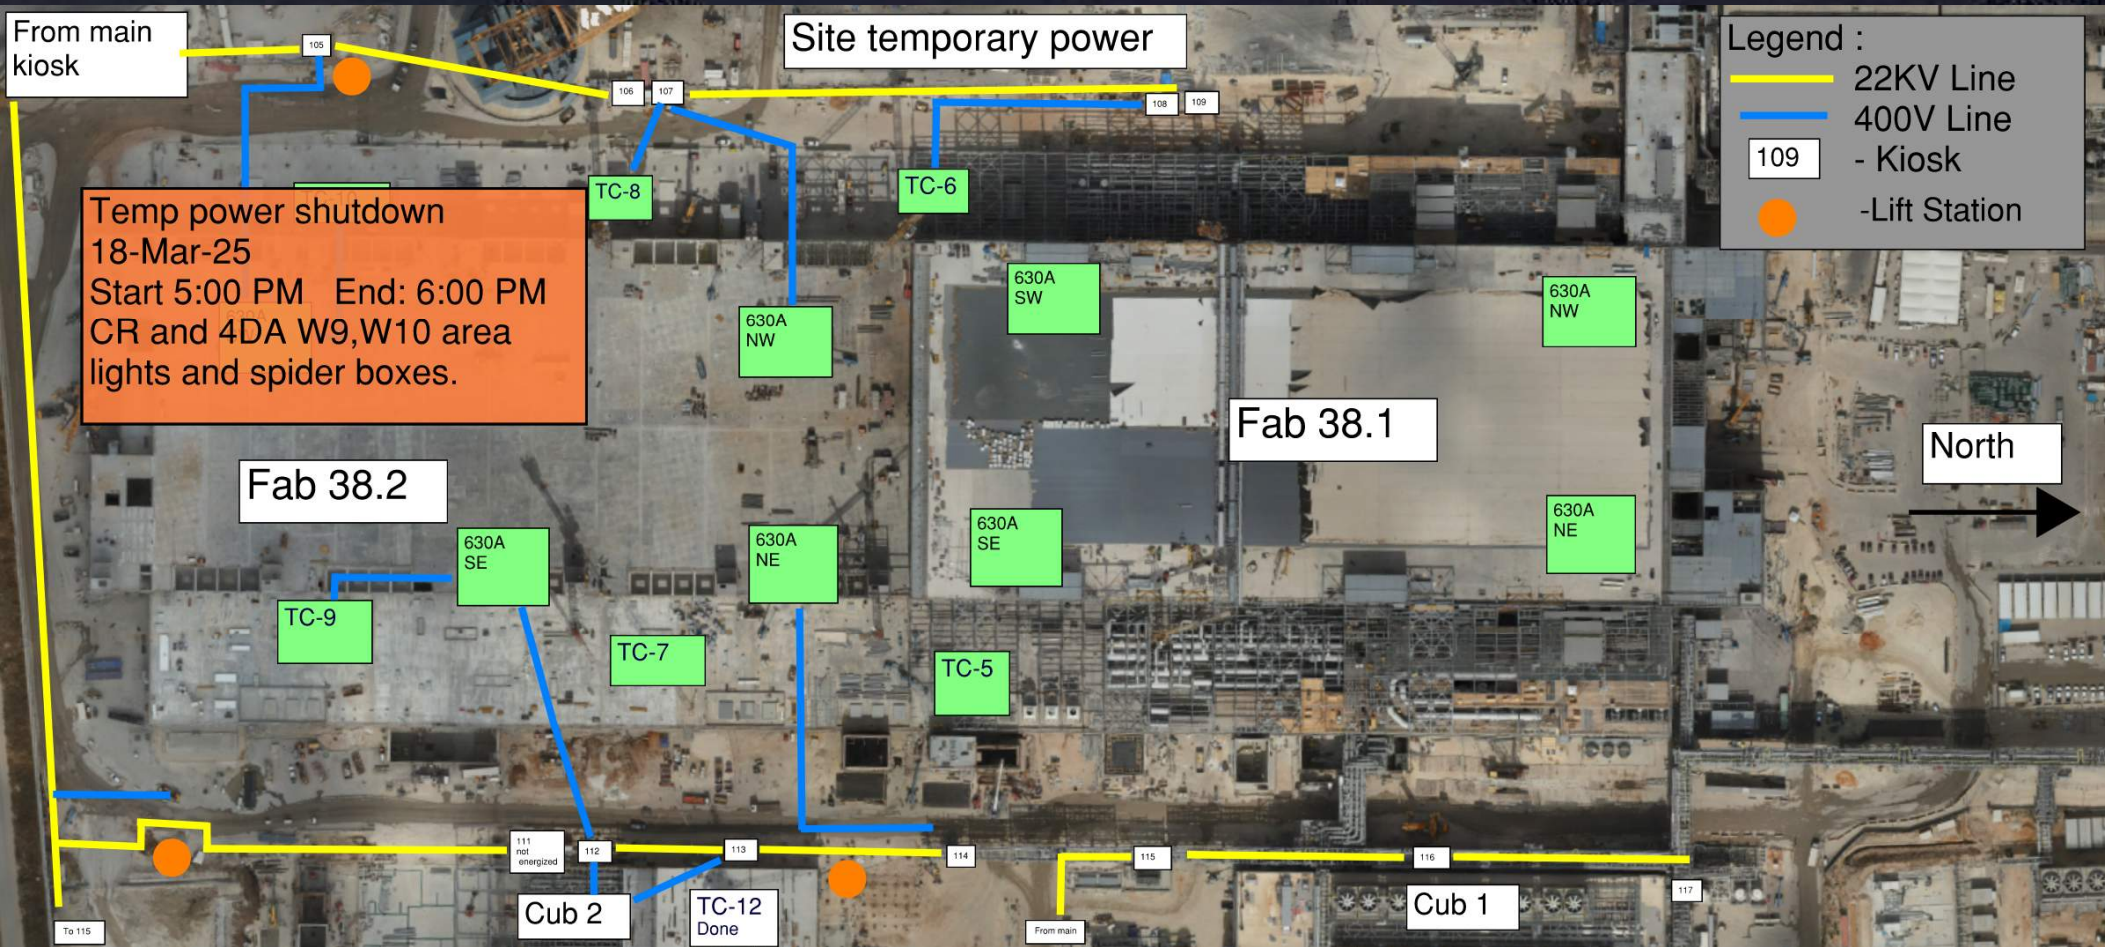 From main
kiosk
105
Site temporary power
Legend :
22KV Line
400V Line
109
- Kiosk
-Lift Station
106
107
108
109
TC-8
TC-6
TC-10
Temp power shutdown
18-Mar-25
Start 5:00 PM End: 6:00 PM
CR and 4DA W9,W10 area
lights and spider boxes.
630A
630A
NW
630A
SW
630A
NW
Fab 38.1
North
Fab 38.2
630A
SE
630A
NE
630A
SE
630A
NE
TC-9
TC-7
TC-5
111
not
energized
112
113
114
115
116
117
Cub 2
TC-12
Done
Cub 1
To 115
From main